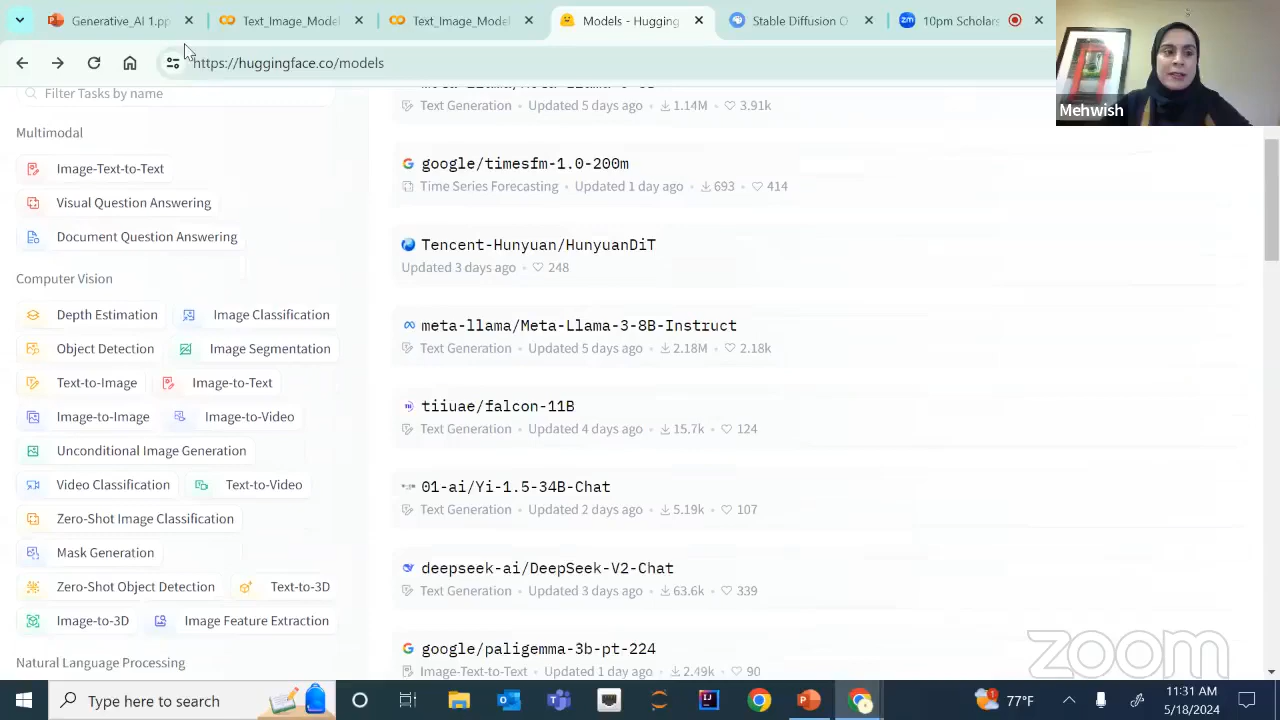 Generative_AI 1.pp
Text_Image_Model
Text_Image_Model
Models - Hugging
Stable Diffusion O
zm 10pm Scholars
https://huggingface.co/models
Mehwish
Filter Tasks by name
Multimodal
Image-Text-to-Text
Visual Question Answering
Document Question Answering
Computer Vision
Depth Estimation
Image Classification
Object Detection
Image Segmentation
Text-to-Image
Image-to-Text
Image-to-Image
Image-to-Video
Unconditional Image Generation
Video Classification
Text-to-Video
Zero-Shot Image Classification
Mask Generation
Zero-Shot Object Detection
Text-to-3D
Image-to-3D
Image Feature Extraction
Natural Language Processing
Text Generation • Updated 5 days ago • 1.14M • 3.91k
google/timesfm-1.0-200m
Time Series Forecasting • Updated 1 day ago • 693 • 414
Tencent-Hunyuan/HunyuanDiT
Updated 3 days ago • 248
meta-llama/Meta-Llama-3-8B-Instruct
Text Generation • Updated 5 days ago • 2.18M • 2.18k
tiiuae/falcon-11B
Text Generation • Updated 4 days ago • 15.7k • 124
01-ai/Yi-1.5-34B-Chat
Text Generation • Updated 2 days ago • 5.19k • 107
deepseek-ai/DeepSeek-V2-Chat
Text Generation • Updated 3 days ago • 63.6k • 339
google/paligemma-3b-pt-224
Image-Text-to-Text • Updated 1 day ago • 2.49k • 90
zoom
Type here to search
77°F
11:31 AM
5/18/2024